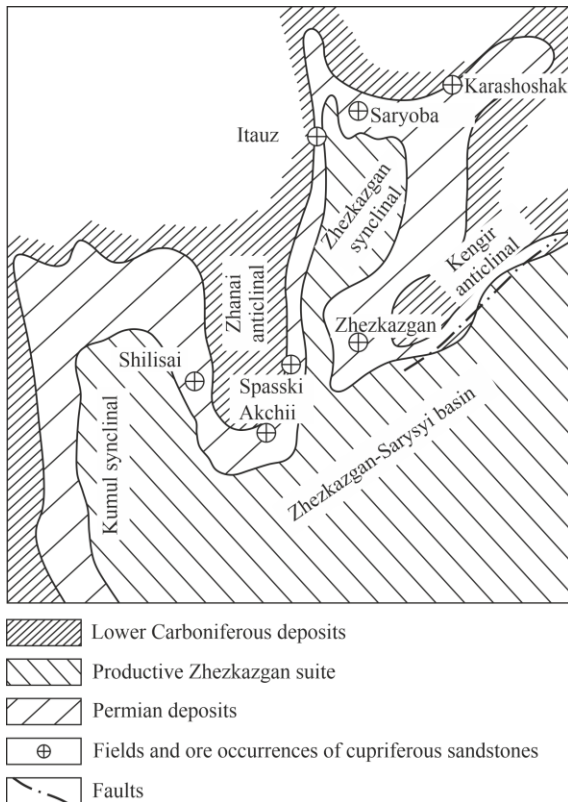 Karashoshak
Saryoba
Itauz
Zhezkazgan
synclinal
Kengir
anticlinal
Zhanai
anticlinal
Zhezkazgan
Shilisai
Spasski
Akchii
Kumul synclinal
Zhezkazgan-Sarysyi basin
Lower Carboniferous deposits
Productive Zhezkazgan suite
Permian deposits
Fields and ore occurrences of cupriferous sandstones
Faults